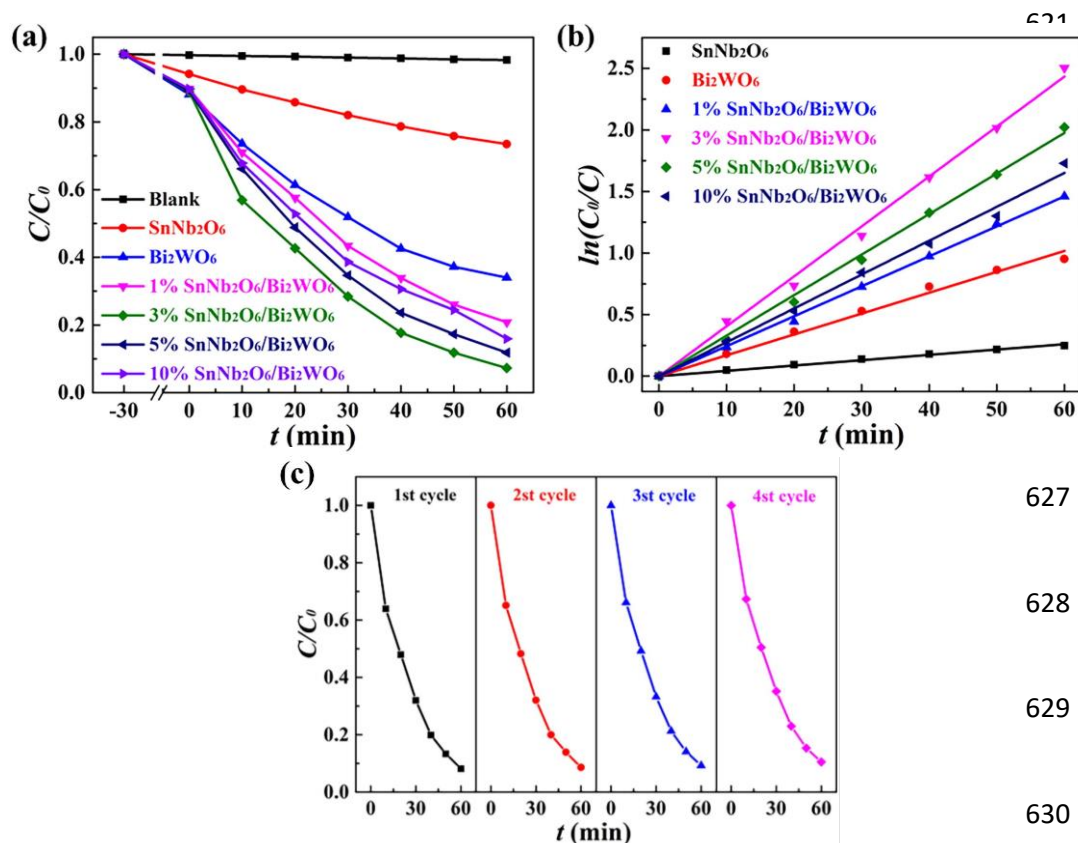 621
(a)
1.0
0.8
0.6
0.4
0.2
0.0
C/C₀
Blank
SnNb₂O₆
Bi₂WO₆
1% SnNb₂O₆/Bi₂WO₆
3% SnNb₂O₆/Bi₂WO₆
5% SnNb₂O₆/Bi₂WO₆
10% SnNb₂O₆/Bi₂WO₆
-30 0 10 20 30 40 50 60
t (min)
(b)
2.5
2.0
1.5
1.0
0.5
0.0
ln(C₀/C)
SnNb₂O₆
Bi₂WO₆
1% SnNb₂O₆/Bi₂WO₆
3% SnNb₂O₆/Bi₂WO₆
5% SnNb₂O₆/Bi₂WO₆
10% SnNb₂O₆/Bi₂WO₆
0 10 20 30 40 50 60
t (min)
(c)
1.0
0.8
0.6
0.4
0.2
0.0
C/C₀
1st cycle 2st cycle 3st cycle 4st cycle
0 30 60 0 30 60 0 30 60 0 30 60
t (min)
627
628
629
630